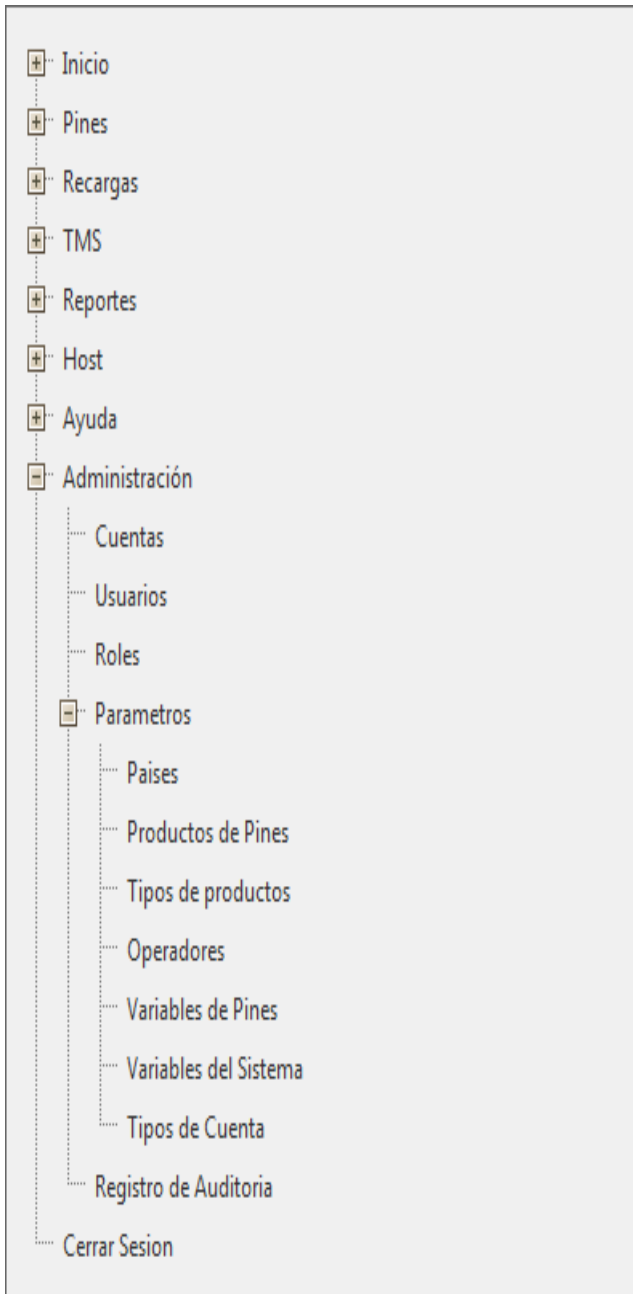 Inicio
Pines
Recargas
TMS
Reportes
Host
Ayuda
Administración
Cuentas
Usuarios
Roles
Parametros
Paises
Productos de Pines
Tipos de productos
Operadores
Variables de Pines
Variables del Sistema
Tipos de Cuenta
Registro de Auditoria
Cerrar Sesion